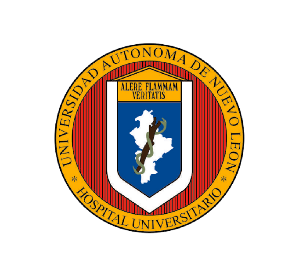 UNIVERSIDAD AUTONOMA DE NUEVO LEON
ALERE FLAMMAM
VERITATIS
* HOSPITAL UNIVERSITARIO *